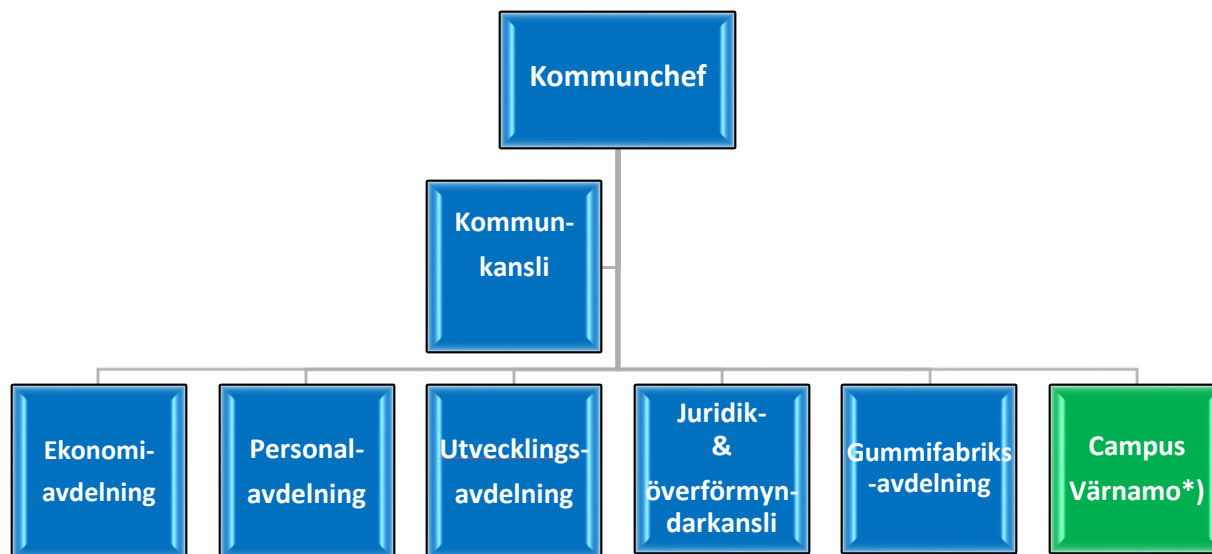 Kommunchef
Kommun-
kansli
Ekonomi-
avdelning
Personal-
avdelning
Utvecklings-
avdelning
Juridik-
&
överförmyn-
darkansli
Gummifabriks
-avdelning
Campus
Värnamo*)